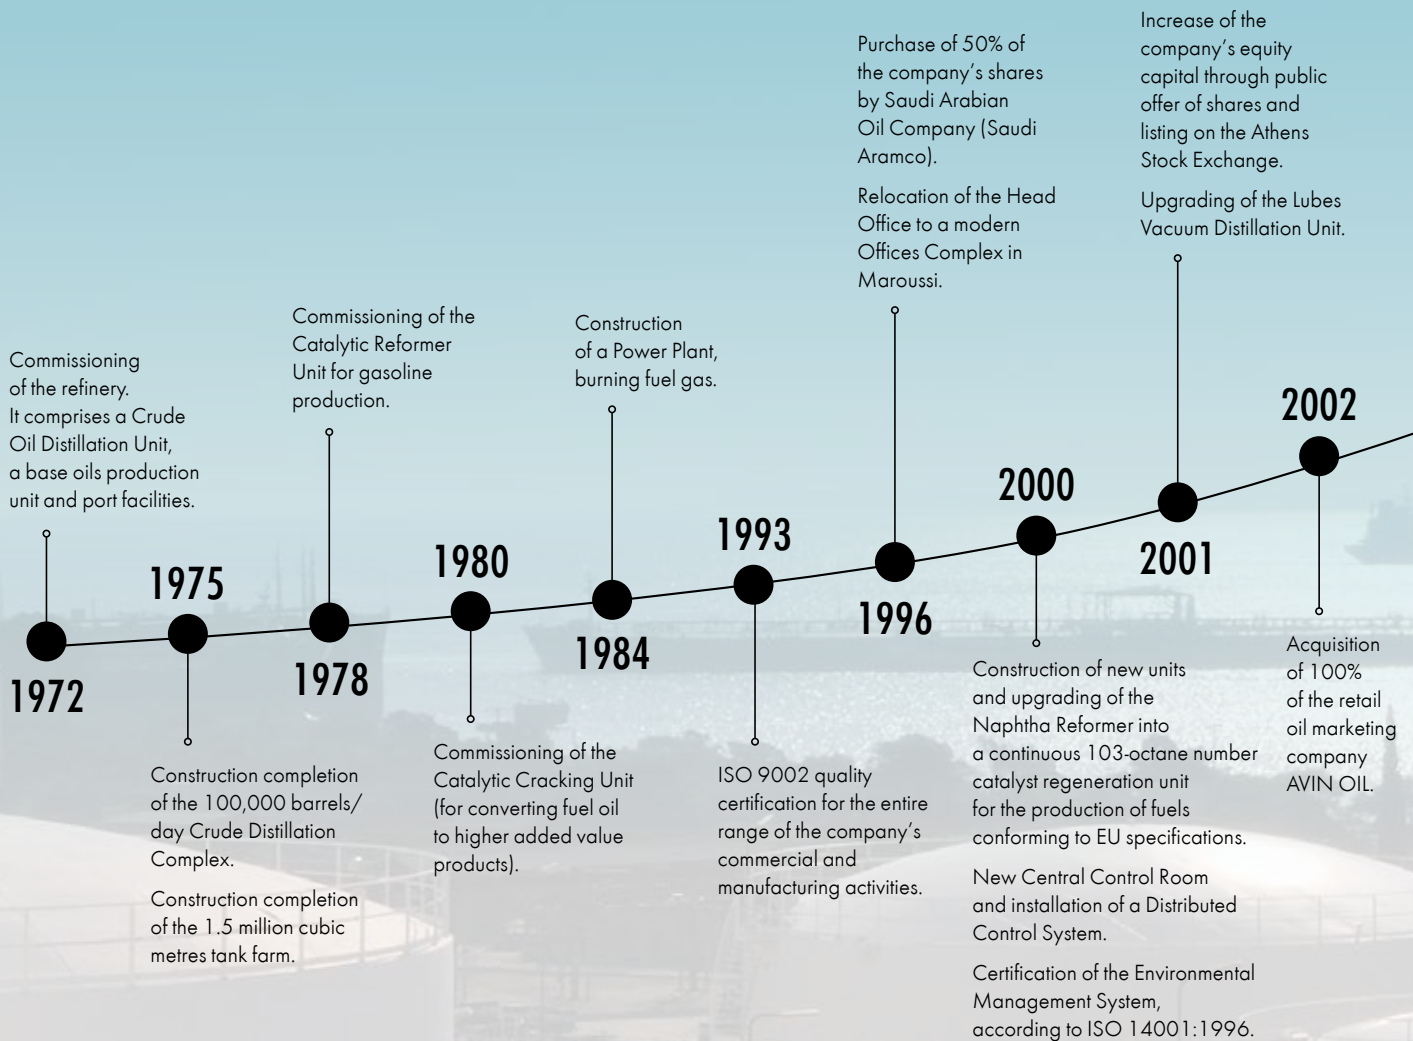 Commissioning
of the refinery.
It comprises a Crude
Oil Distillation Unit,
a base oils production
unit and port facilities.
1972
1975
Construction completion
of the 100,000 barrels/
day Crude Distillation
Complex.
Construction completion
of the 1.5 million cubic
metres tank farm.
Commissioning of the
Catalytic Reformer
Unit for gasoline
production.
1978
1980
Commissioning of the
Catalytic Cracking Unit
(for converting fuel oil
to higher added value
products).
Construction
of a Power Plant,
burning fuel gas.
1984
1993
ISO 9002 quality
certification for the entire
range of the company’s
commercial and
manufacturing activities.
Purchase of 50% of
the company’s shares
by Saudi Arabian
Oil Company (Saudi
Aramco).
Relocation of the Head
Office to a modern
Offices Complex in
Maroussi.
1996
2000
Construction of new units
and upgrading of the
Naphtha Reformer into
a continuous 103-octane number
catalyst regeneration unit
for the production of fuels
conforming to EU specifications.
New Central Control Room
and installation of a Distributed
Control System.
Certification of the Environmental
Management System,
according to ISO 14001:1996.
Increase of the
company’s equity
capital through public
offer of shares and
listing on the Athens
Stock Exchange.
Upgrading of the Lubes
Vacuum Distillation Unit.
2001
2002
Acquisition
of 100%
of the retail
oil marketing
company
AVIN OIL.